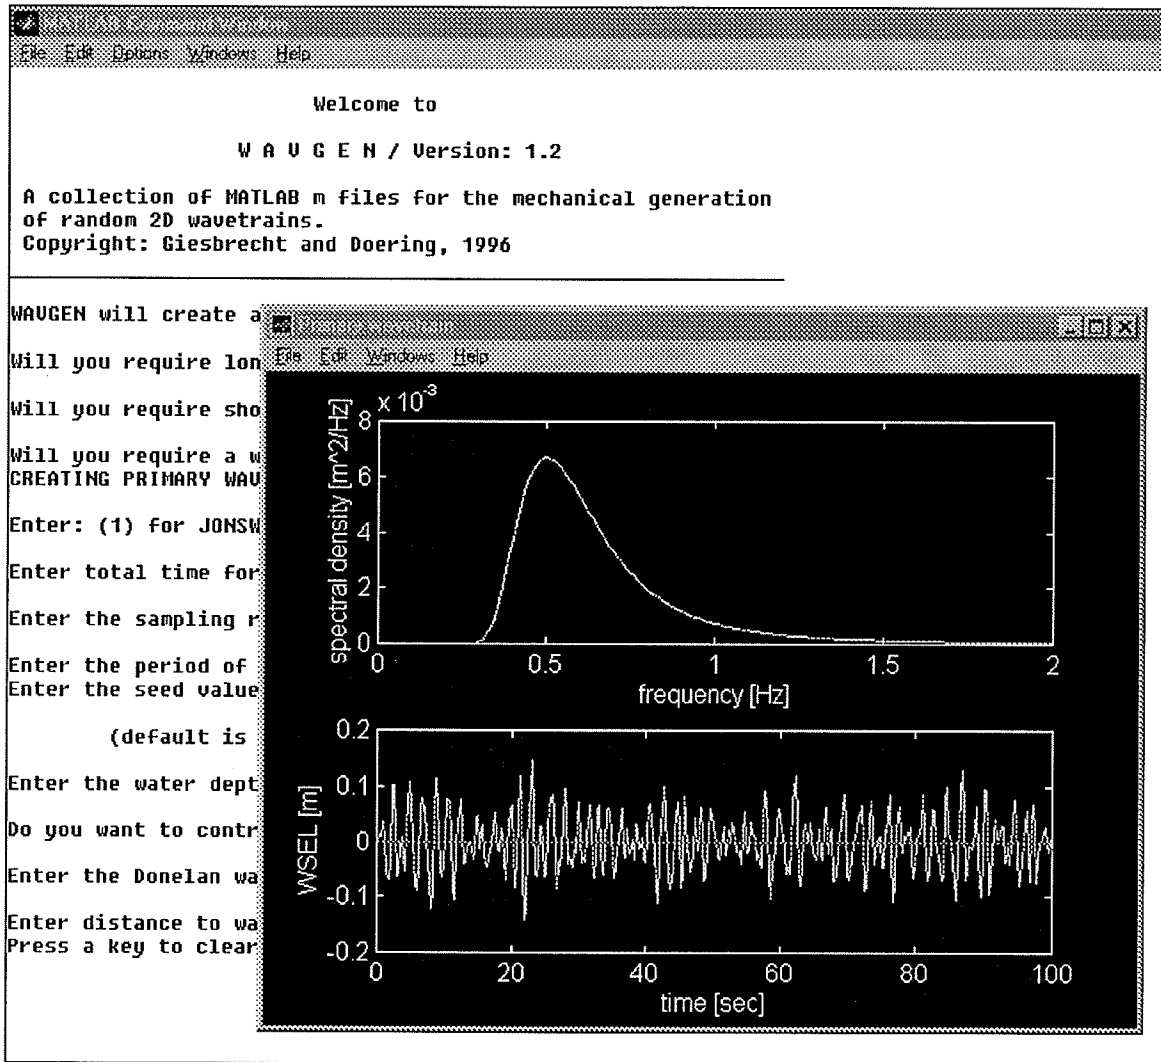 MATLAB Command Window
File Edit Options Windows Help
Welcome to
W A V G E N / Version: 1.2
A collection of MATLAB m files for the mechanical generation
of random 2D wavetrains.
Copyright: Giesbrecht and Doering, 1996
WAVGEN will create a
Will you require lon
Will you require sho
Will you require a w
CREATING PRIMARY WAV
Enter: (1) for JONSW
Enter total time for
Enter the sampling r
Enter the period of
Enter the seed value
(default is
Enter the water dept
Do you want to contr
Enter the Donelan wa
Enter distance to wa
Press a key to clear
File Edit Windows Help
x 10^-3
8
6
4
2
0
spectral density [m^2/Hz]
0 0.5 1 1.5 2
frequency [Hz]
0.2
0.1
0
-0.1
-0.2
WSEL [m]
0 20 40 60 80 100
time [sec]